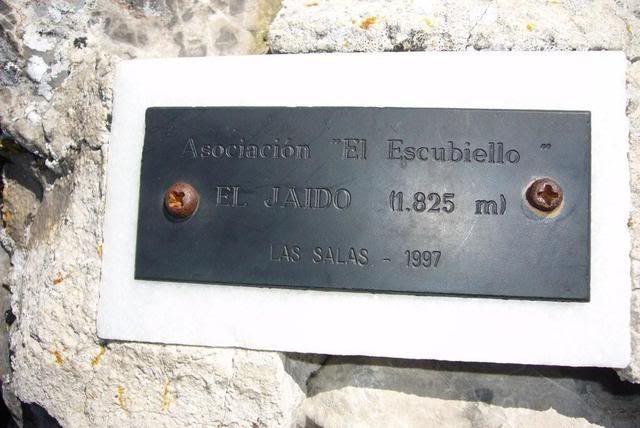 Asociación "El Escubiello"
EL JAIDO (1.825 m)
LAS SALAS - 1997